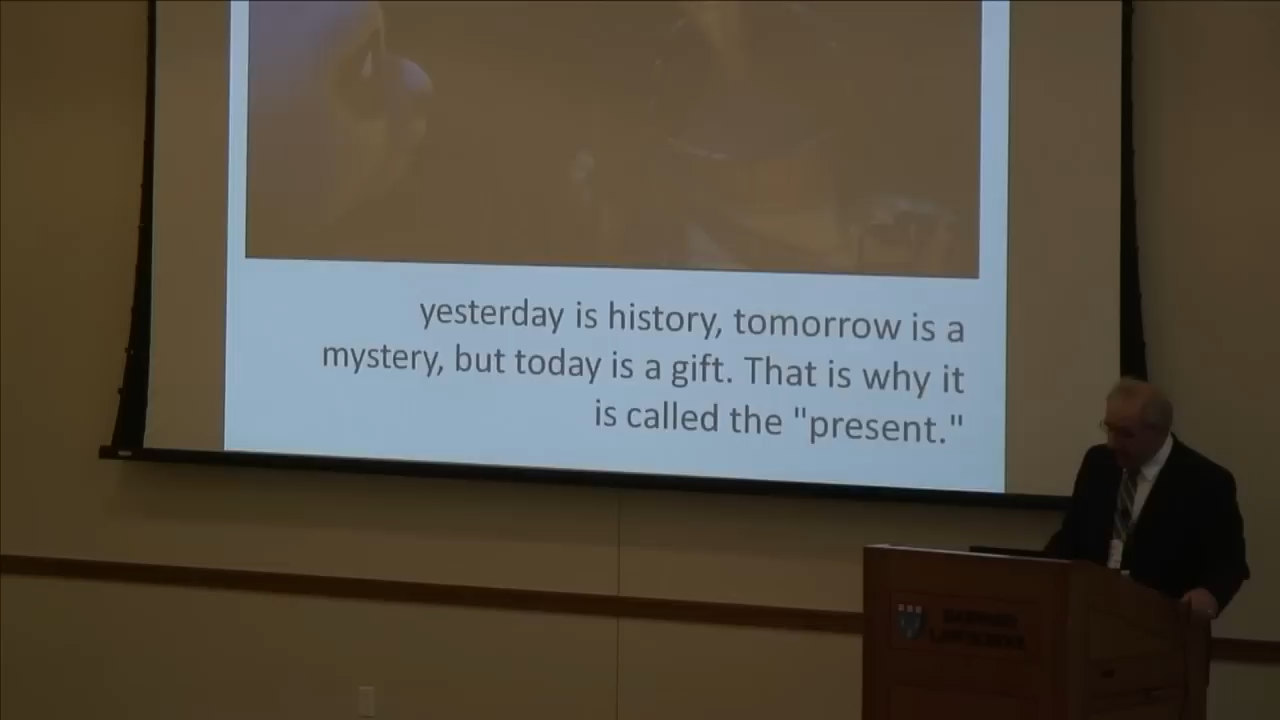 yesterday is history, tomorrow is a
mystery, but today is a gift. That is why it
is called the "present."